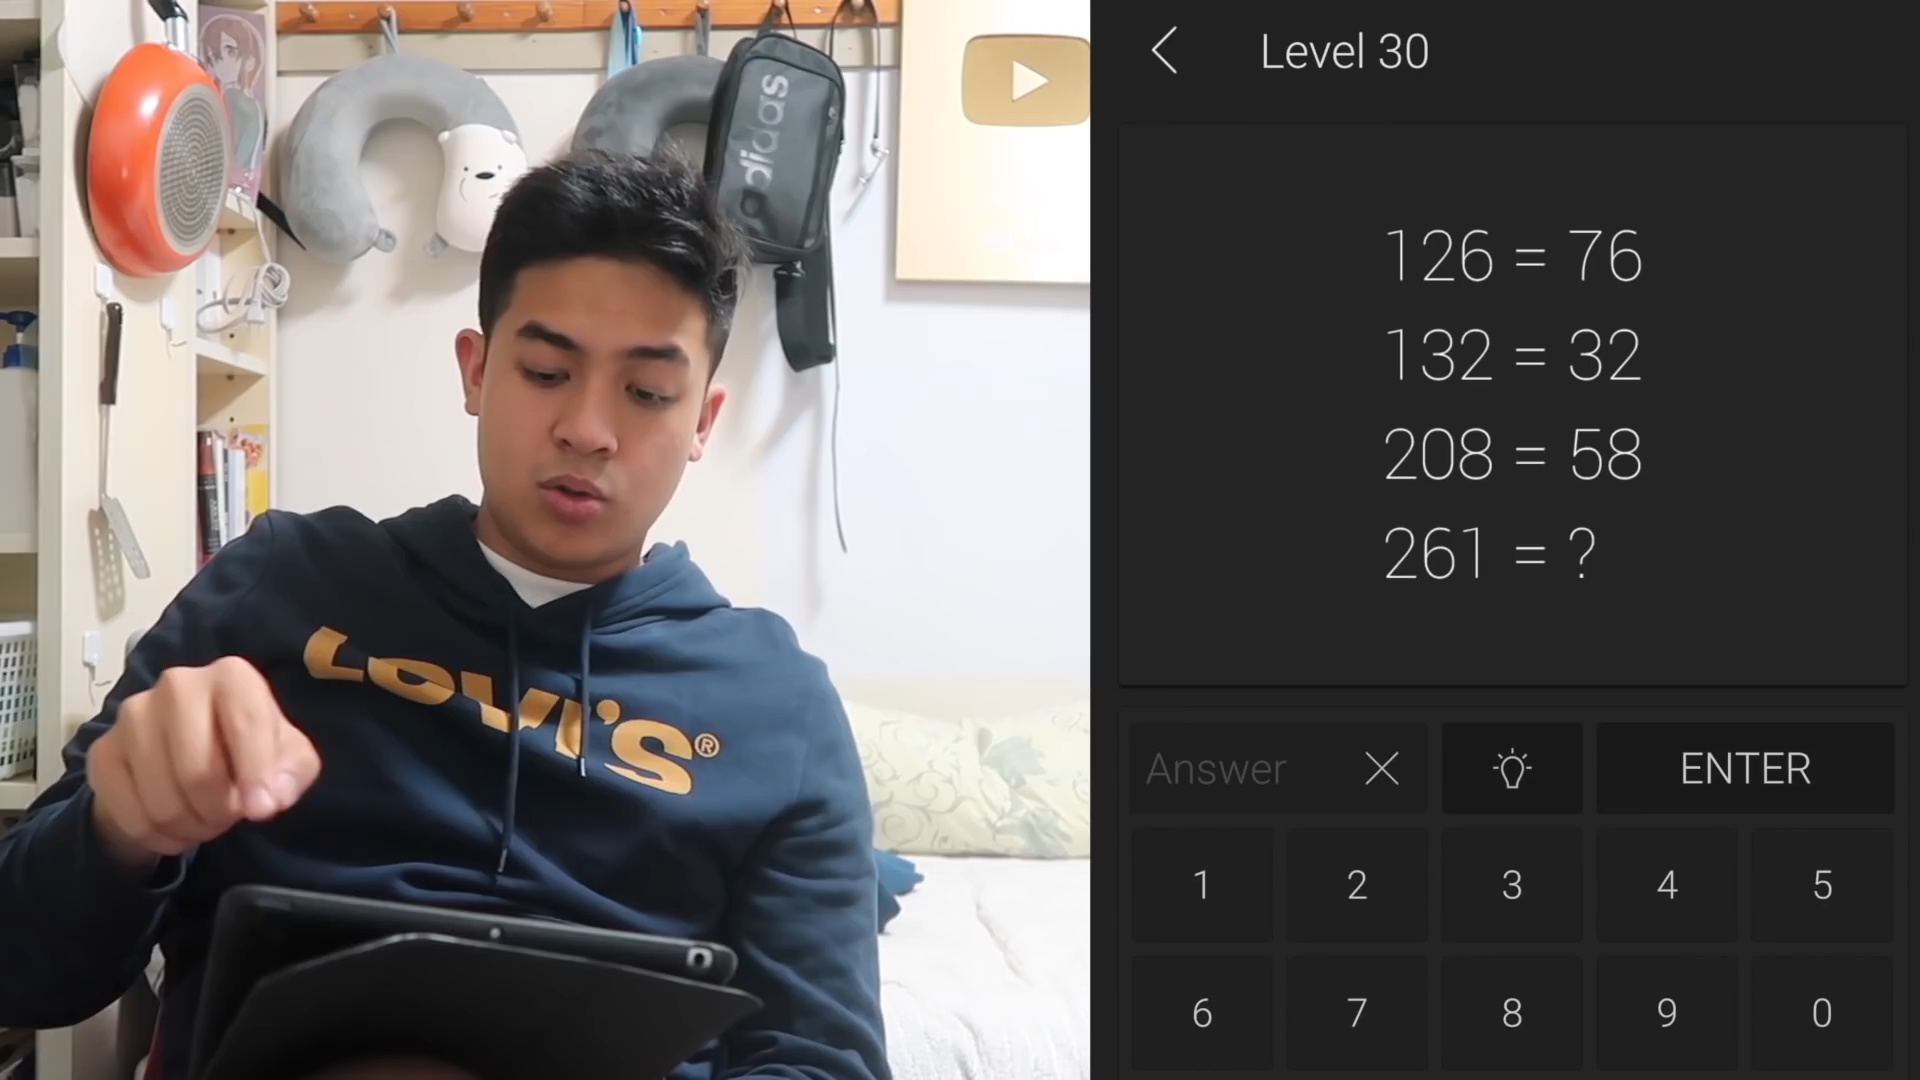 adidas
LEVI'S®
Level 30
126 = 76
132 = 32
208 = 58
261 = ?
Answer
ENTER
1 2 3 4 5
6 7 8 9 0